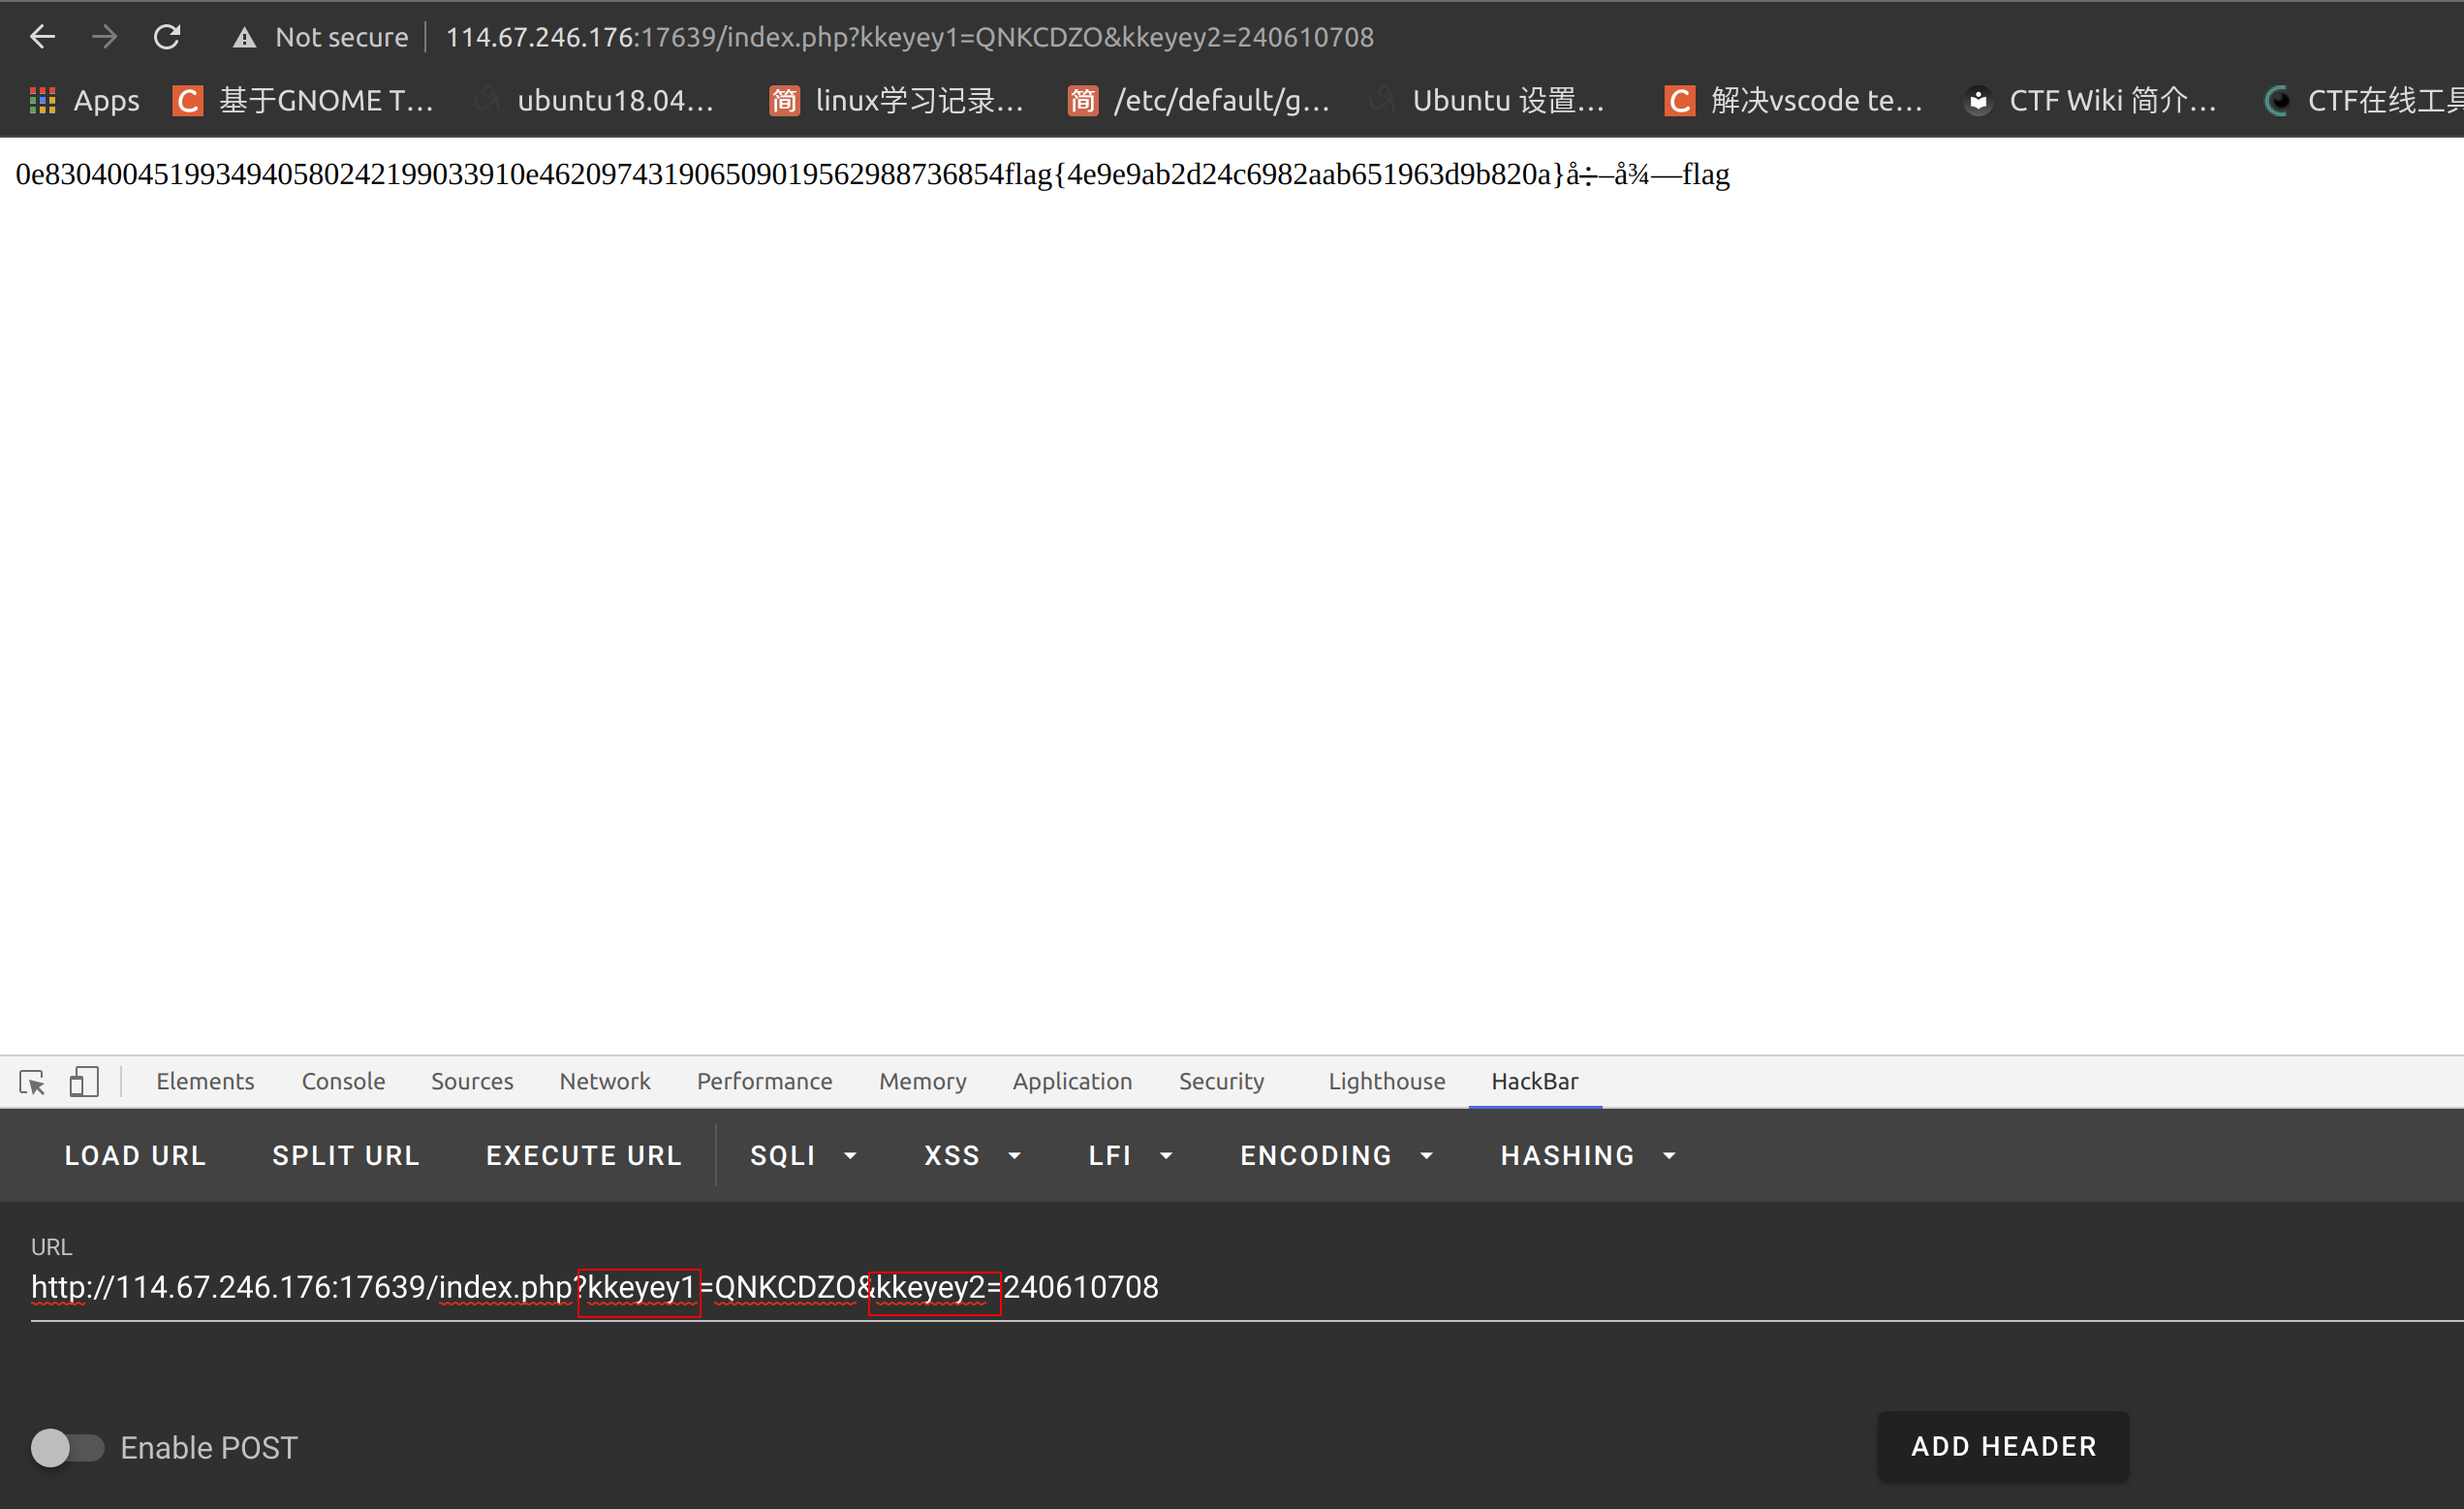 Not secure 114.67.246.176:17639/index.php?kkeyey1=QNKCDZO&kkeyey2=240610708
Apps C 基于GNOME T... ubuntu18.04... 简 linux学习记录... 简 /etc/default/g... Ubuntu 设置... C 解决vscode te... CTF Wiki 简介... CTF在线工具
0e8304004519934940580242199033910e462097431906509019562988736854flag{4e9e9ab2d24c6982aab651963d9b820a}å÷–å¾—flag
Elements Console Sources Network Performance Memory Application Security Lighthouse HackBar
LOAD URL SPLIT URL EXECUTE URL SQLI XSS LFI ENCODING HASHING
URL
http://114.67.246.176:17639/index.php?kkeyey1=QNKCDZO&kkeyey2=240610708
Enable POST ADD HEADER